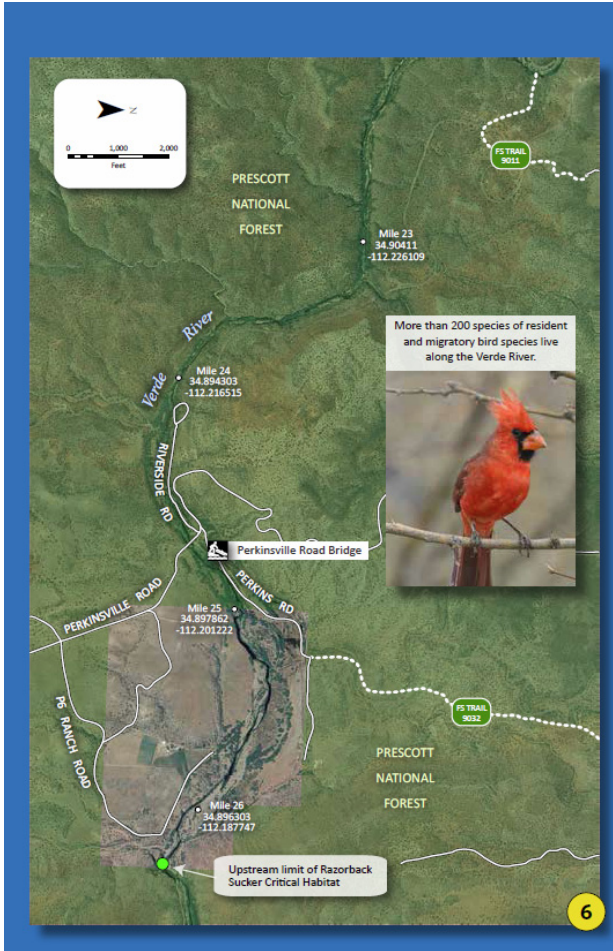 N
0 1,000 2,000
Feet
FS TRAIL
9011
PRESCOTT
NATIONAL
FOREST
Mile 23
34.90411
-112.226109
Verde River
More than 200 species of resident
and migratory bird species live
along the Verde River.
Mile 24
34.894303
-112.216515
RIVERSIDE RD
Perkinsville Road Bridge
PERKINS RD
PERKINSVILLE ROAD
Mile 25
34.897862
-112.201222
P6 RANCH ROAD
FS TRAIL
9032
PRESCOTT
NATIONAL
FOREST
Mile 26
34.896303
-112.187747
Upstream limit of Razorback
Sucker Critical Habitat
6